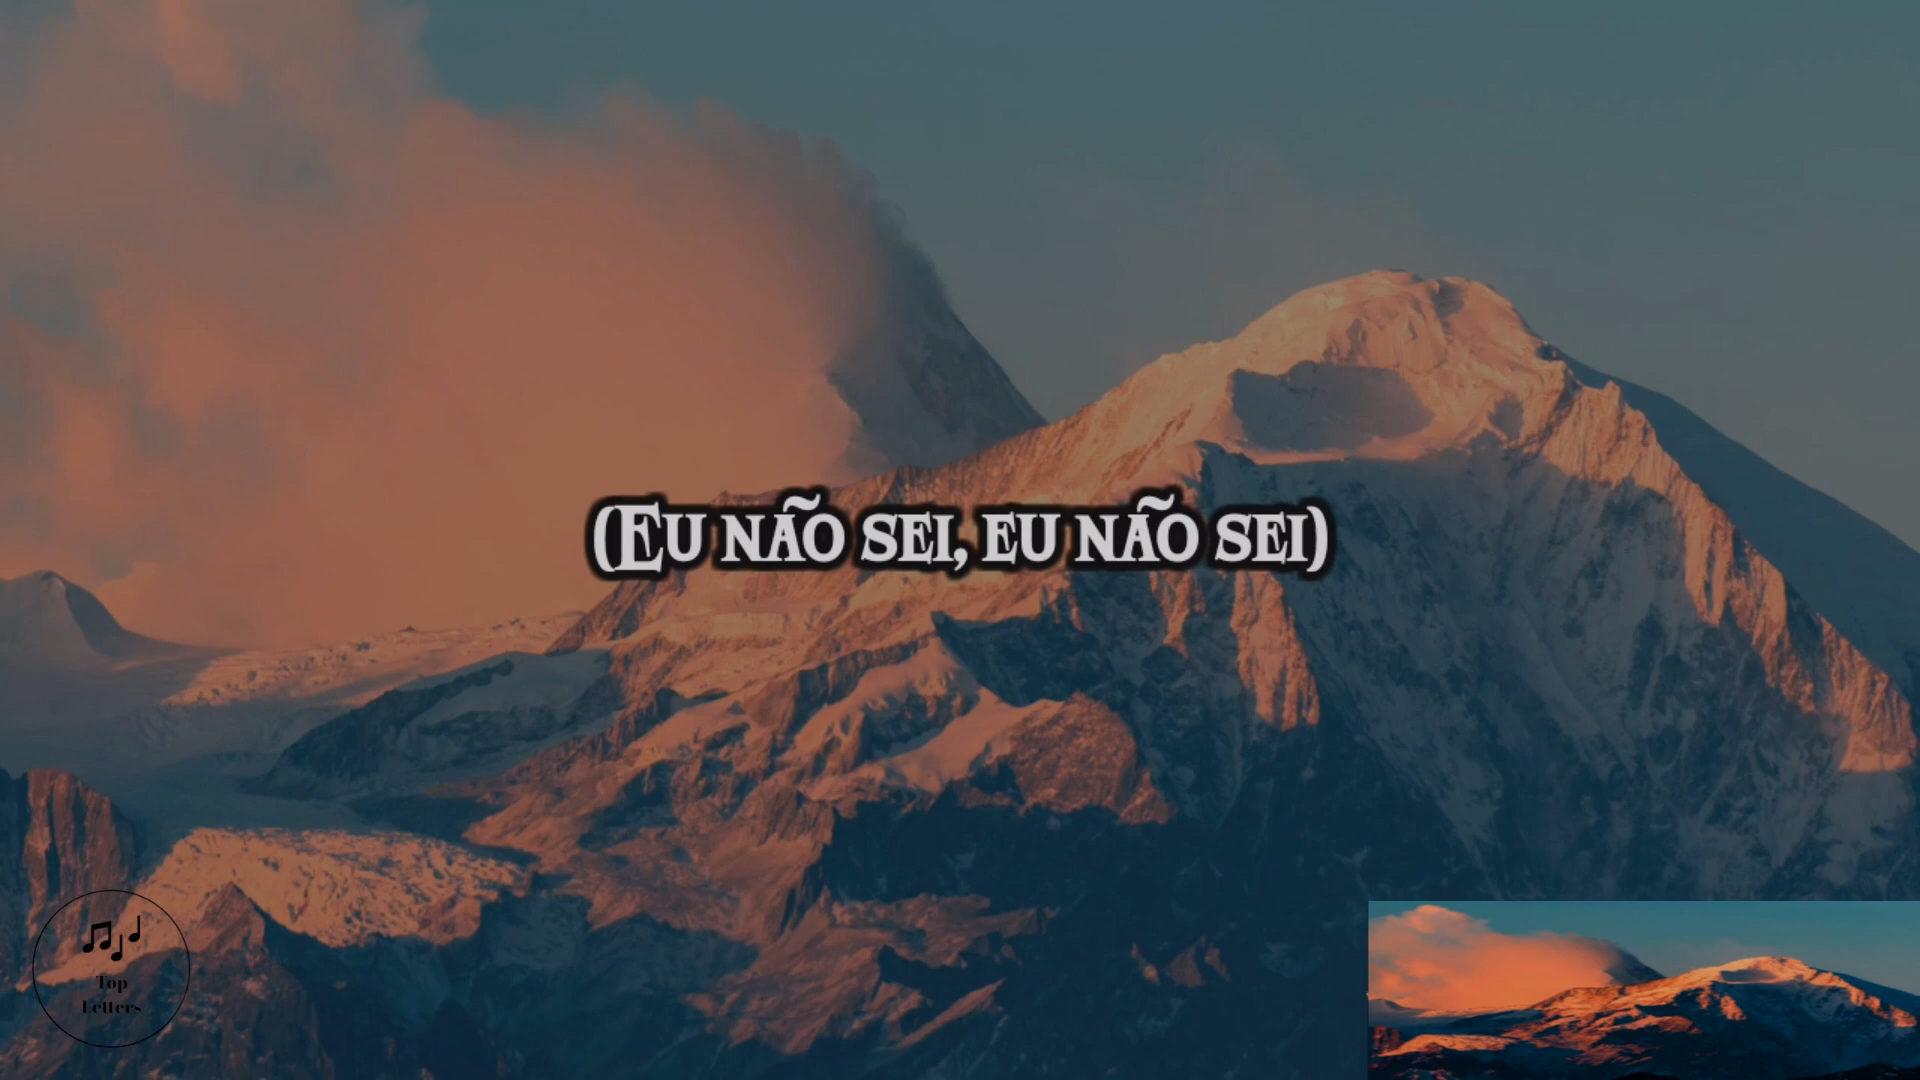 (Eu não sei, eu não sei)
Top
Letters